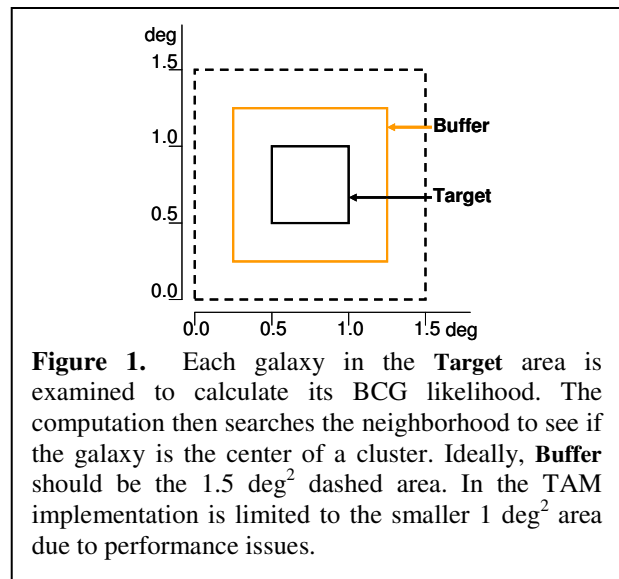 deg
1.5
1.0
0.5
0.0
Buffer
Target
0.0 0.5 1.0 1.5 deg
Figure 1. Each galaxy in the Target area is
examined to calculate its BCG likelihood. The
computation then searches the neighborhood to see if
the galaxy is the center of a cluster. Ideally, Buffer
should be the 1.5 deg² dashed area. In the TAM
implementation is limited to the smaller 1 deg² area
due to performance issues.